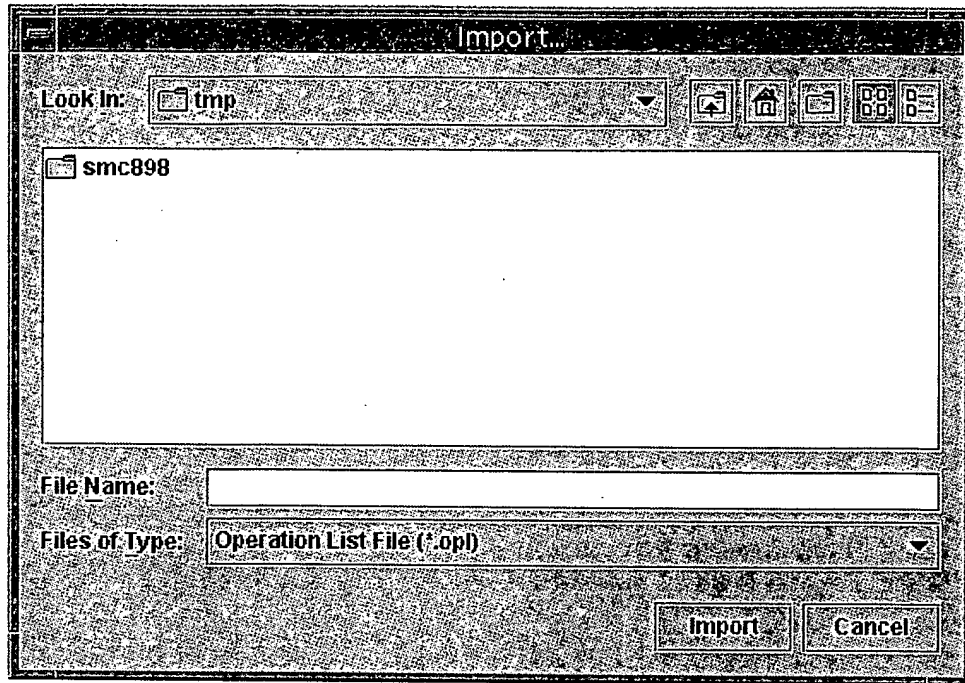 Import...
Look In: tmp
smc898
File Name:
Files of Type: Operation List File (*.opl)
Import Cancel